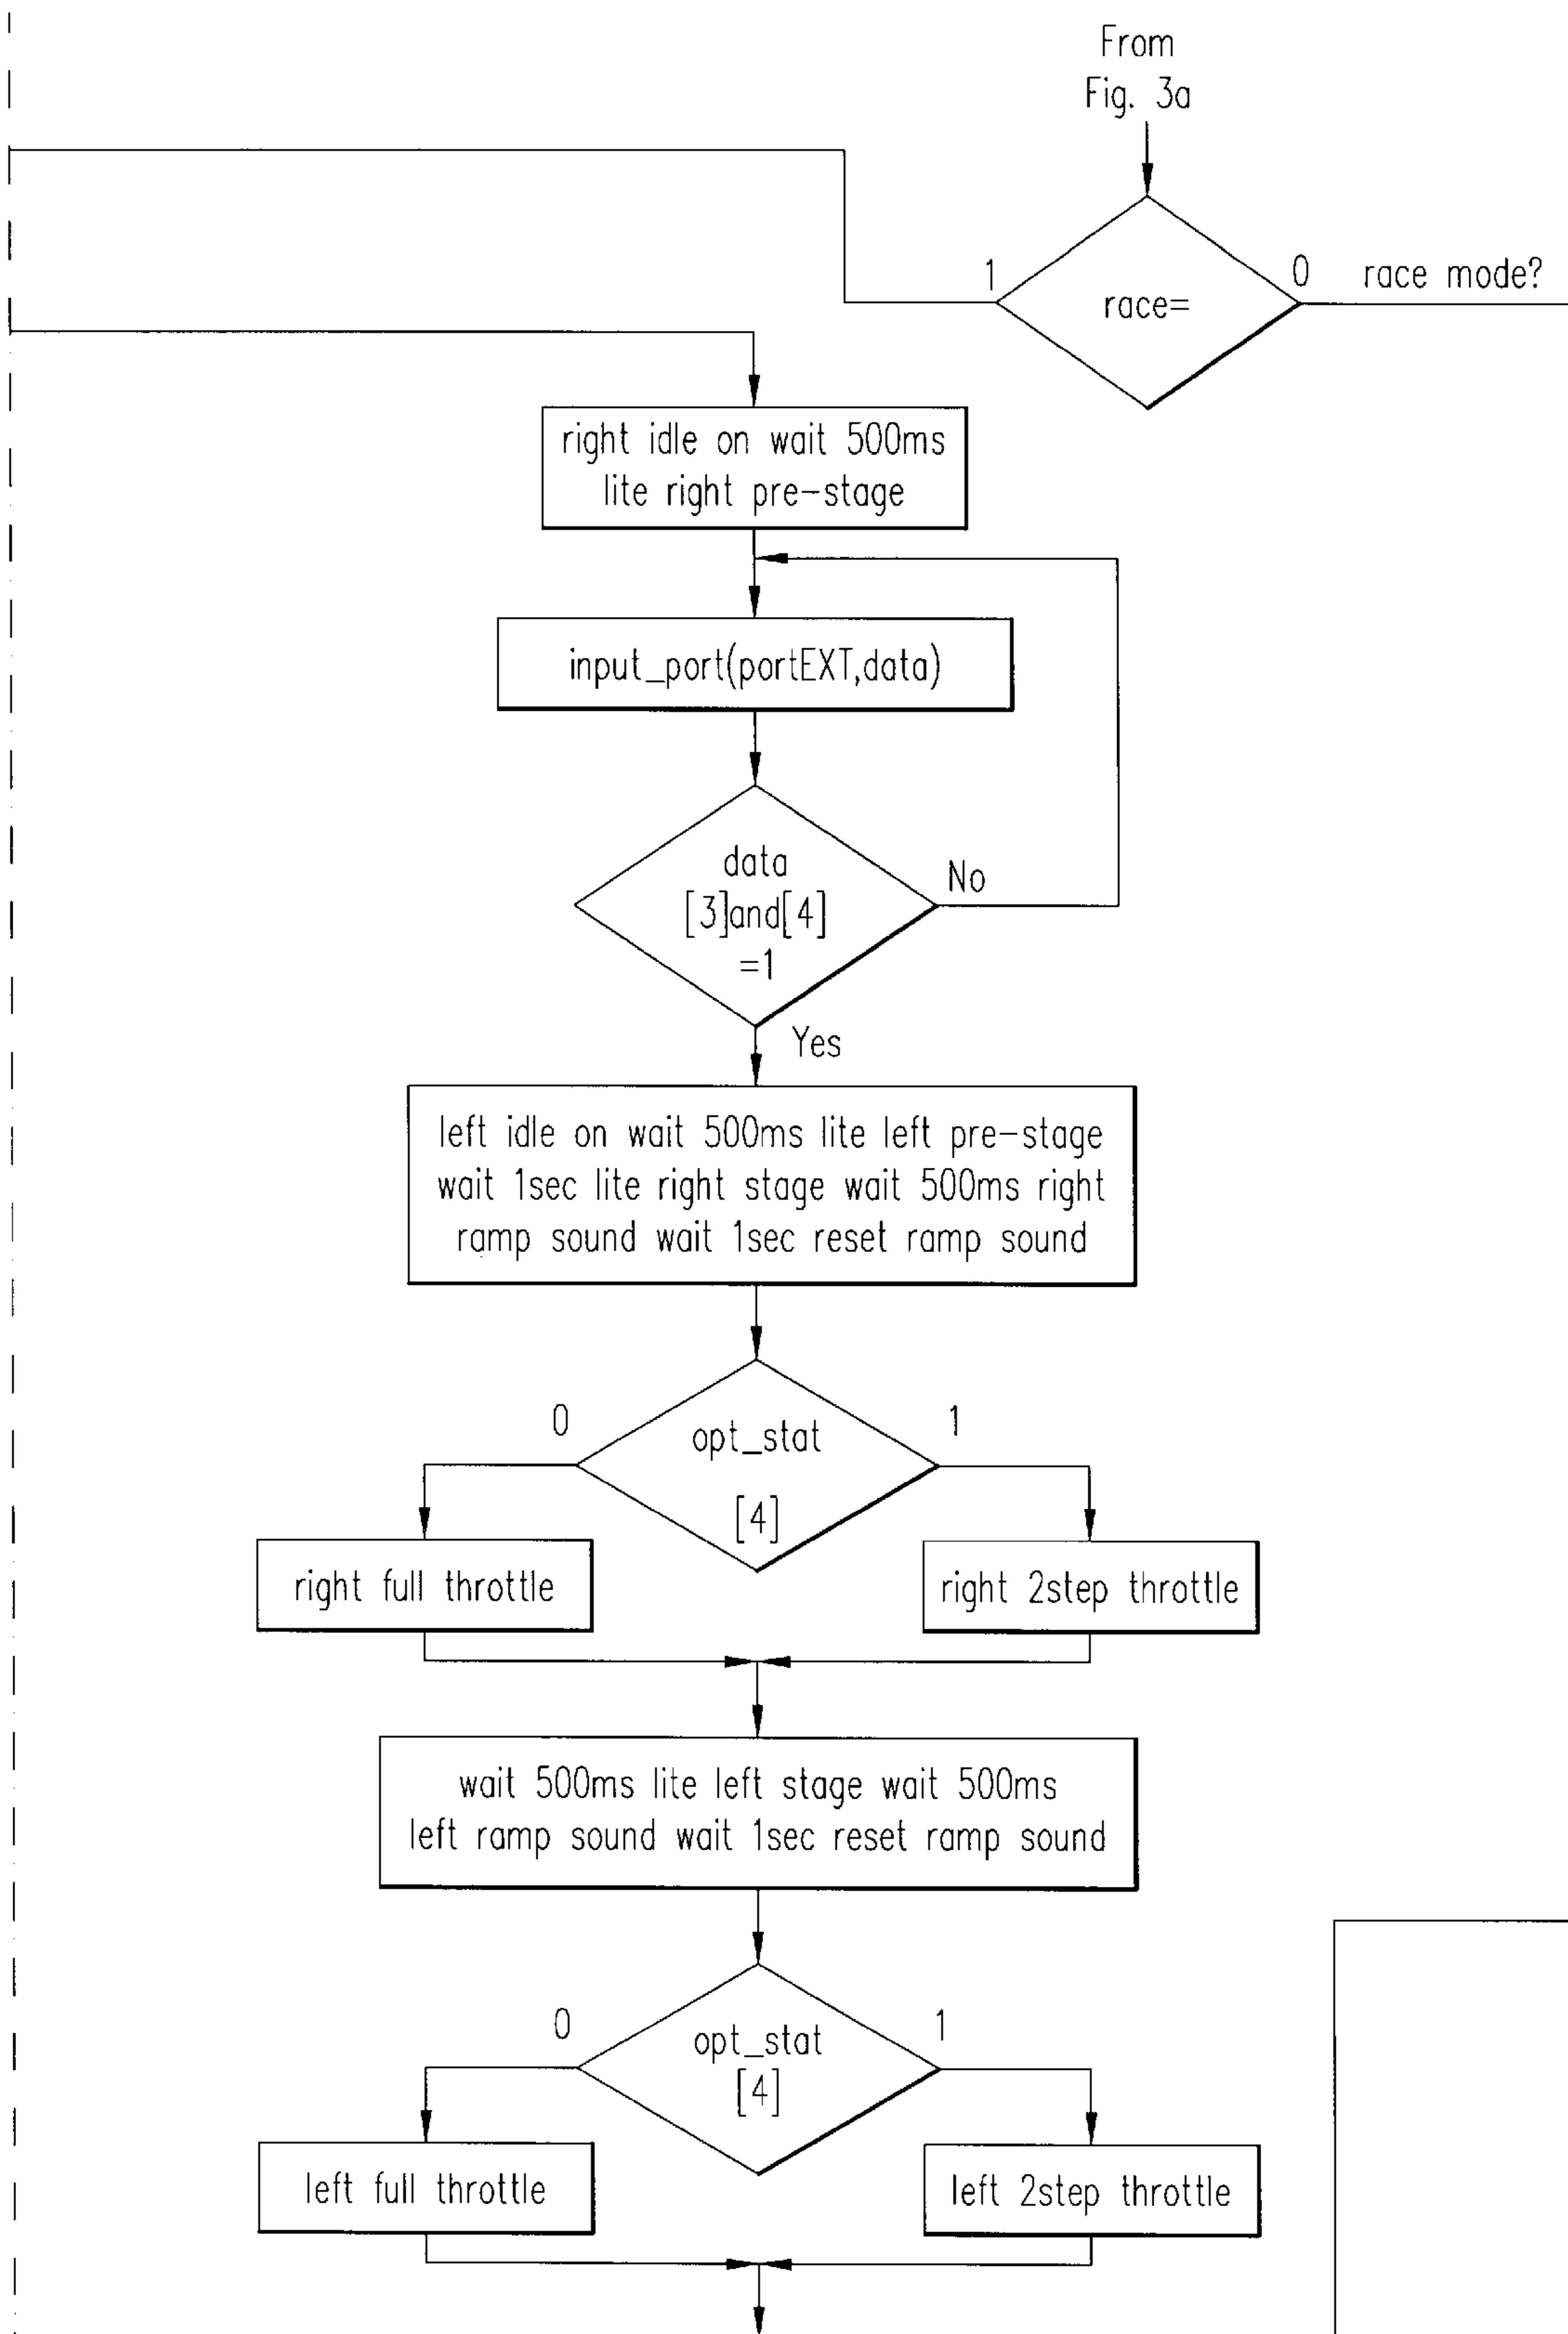 From
Fig. 3a
1
0
race mode?
race=
right idle on wait 500ms
lite right pre-stage
input_port(portEXT,data)
data
[3]and[4]
=1
No
Yes
left idle on wait 500ms lite left pre-stage
wait 1sec lite right stage wait 500ms right
ramp sound wait 1sec reset ramp sound
0
opt_stat
[4]
1
right full throttle
right 2step throttle
wait 500ms lite left stage wait 500ms
left ramp sound wait 1sec reset ramp sound
0
opt_stat
[4]
1
left full throttle
left 2step throttle